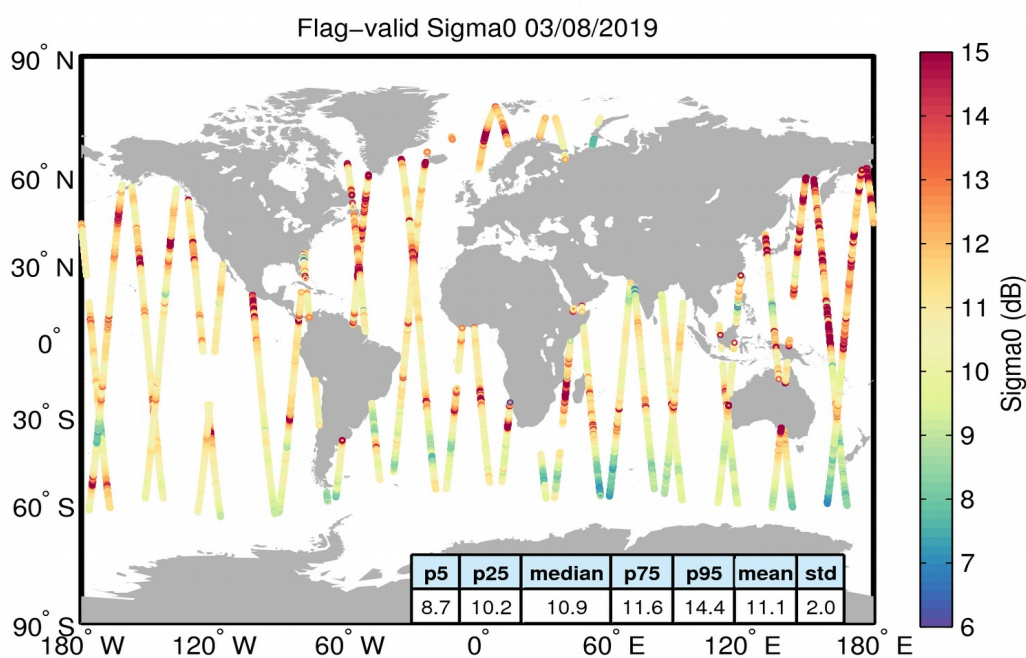 Flag−valid Sigma0 03/08/2019
90° N
60° N
30° N
0°
30° S
60° S
90° S
180° W
120° W
60° W
0°
60° E
120° E
180° E
15
14
13
12
11
10
9
8
7
6
Sigma0 (dB)
p5 p25 median p75 p95 mean std
8.7 10.2 10.9 11.6 14.4 11.1 2.0